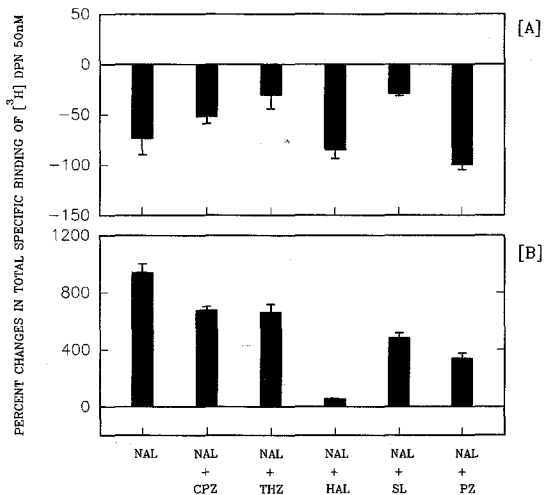 PERCENT CHANGES IN TOTAL SPECIFIC BINDING OF [³H] DPN 50nM
[A]
50
0
−50
−100
−150
[B]
1200
800
400
0
NAL NAL NAL NAL NAL NAL
+ + + + +
CPZ THZ HAL SL PZ